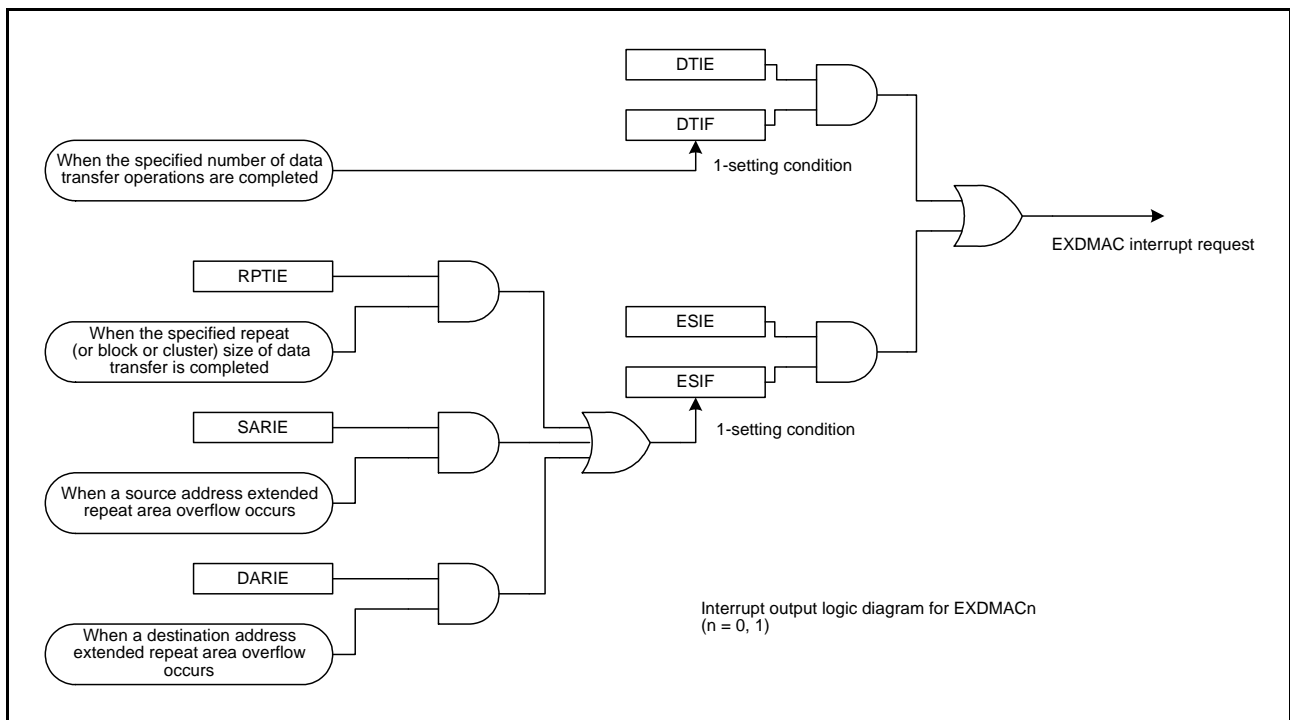 DTIE
DTIF
When the specified number of data
transfer operations are completed
1-setting condition
EXDMAC interrupt request
RPTIE
When the specified repeat
(or block or cluster) size of data
transfer is completed
ESIE
ESIF
1-setting condition
SARIE
When a source address extended
repeat area overflow occurs
DARIE
When a destination address
extended repeat area overflow
occurs
Interrupt output logic diagram for EXDMACn
(n = 0, 1)